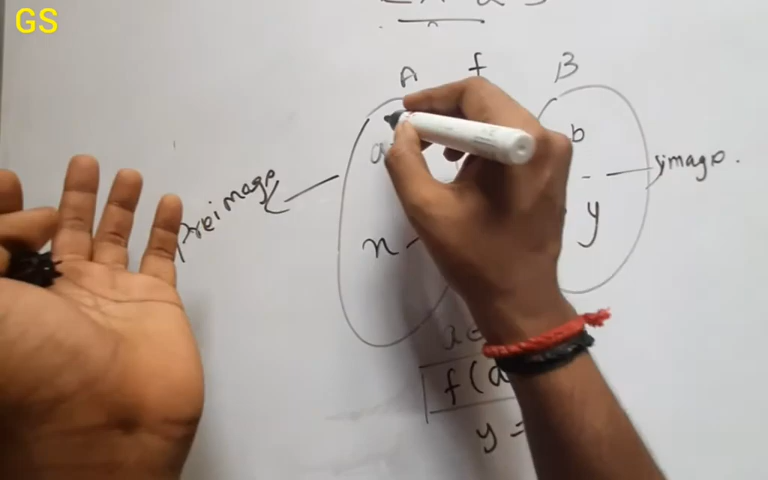 GS
A f B
a b
Preimage image.
x y
f(a
y =